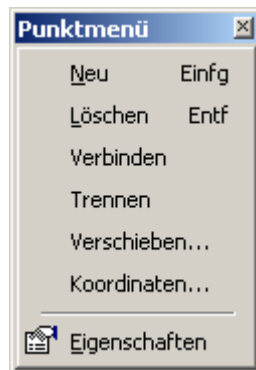 Punktmenü
Neu Einfg
Löschen Entf
Verbinden
Trennen
Verschieben...
Koordinaten...
Eigenschaften